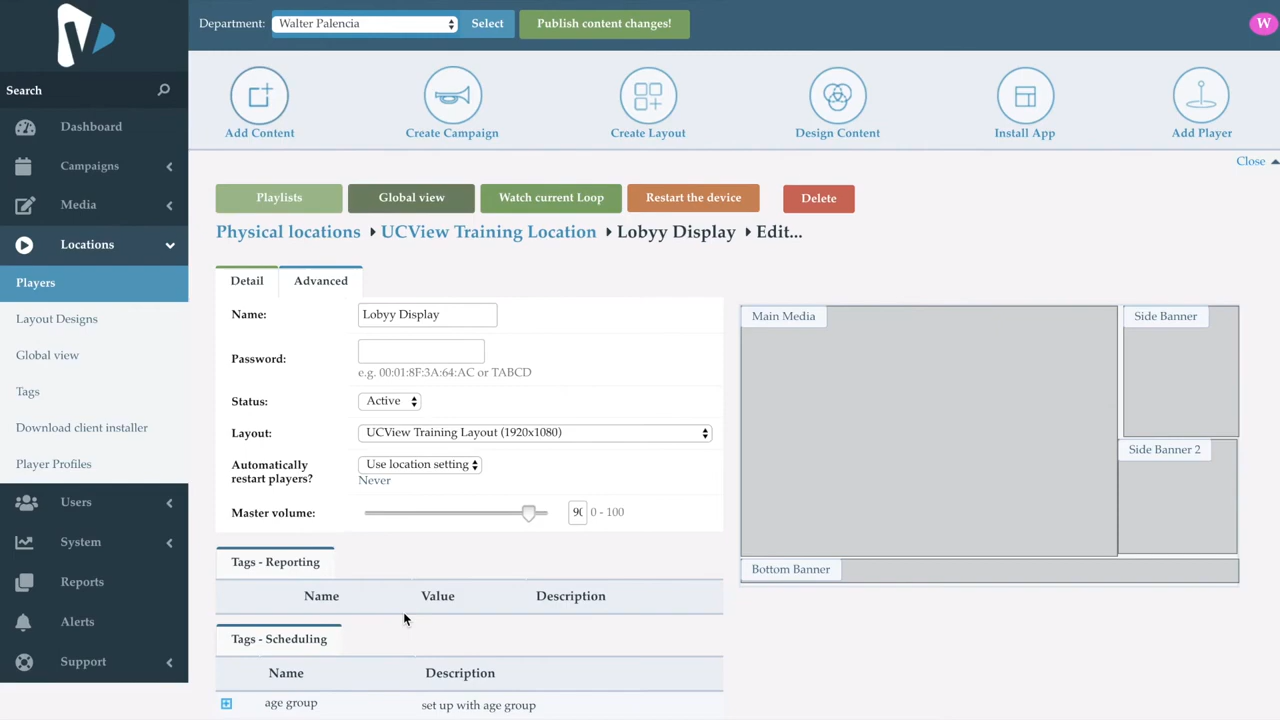 Department: Walter Palencia Select Publish content changes! W
Search
Dashboard
Campaigns
Media
Locations
Players
Layout Designs
Global view
Tags
Download client installer
Player Profiles
Users
System
Reports
Alerts
Support
Add Content Create Campaign Create Layout Design Content Install App Add Player
Close
Playlists Global view Watch current Loop Restart the device Delete
Physical locations UCView Training Location Lobyy Display Edit...
Detail Advanced
Name: Lobyy Display
Password:
e.g. 00:01:8F:3A:64:AC or TABCD
Status: Active
Layout: UCView Training Layout (1920x1080)
Automatically restart players? Use location setting
Never
Master volume: 90 0 - 100
Tags - Reporting
Name Value Description
Tags - Scheduling
Name Description
age group set up with age group
Main Media Side Banner
Side Banner 2
Bottom Banner